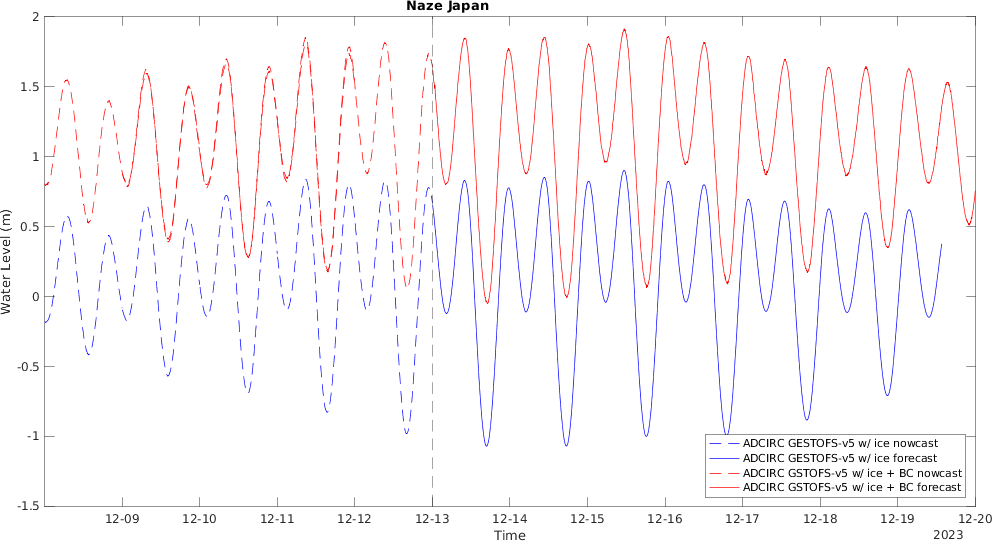 Naze Japan
2
1.5
1
0.5
0
-0.5
-1
-1.5
Water Level (m)
ADCIRC GESTOFS-v5 w/ ice nowcast
ADCIRC GESTOFS-v5 w/ ice forecast
ADCIRC GSTOFS-v5 w/ ice + BC nowcast
ADCIRC GSTOFS-v5 w/ ice + BC forecast
12-09 12-10 12-11 12-12 12-13 12-14 12-15 12-16 12-17 12-18 12-19 12-20
Time
2023